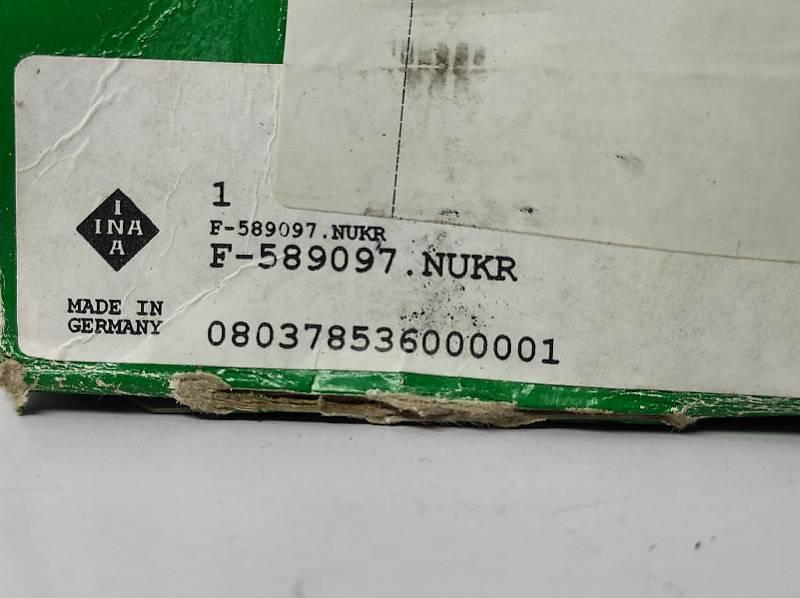 1
F-589097.NUKR
F-589097.NUKR
I
INA
A
MADE IN
GERMANY
080378536000001